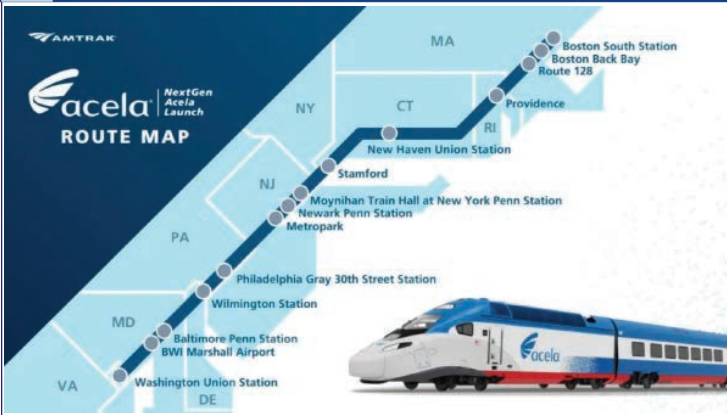 AMTRAK
acela
NextGen
Acela
Launch
ROUTE MAP
MA
NY
CT
RI
NJ
PA
MD
VA
DE
Boston South Station
Boston Back Bay
Route 128
Providence
New Haven Union Station
Stamford
Moynihan Train Hall at New York Penn Station
Newark Penn Station
Metropark
Philadelphia Gray 30th Street Station
Wilmington Station
Baltimore Penn Station
BWI Marshall Airport
Washington Union Station
acela